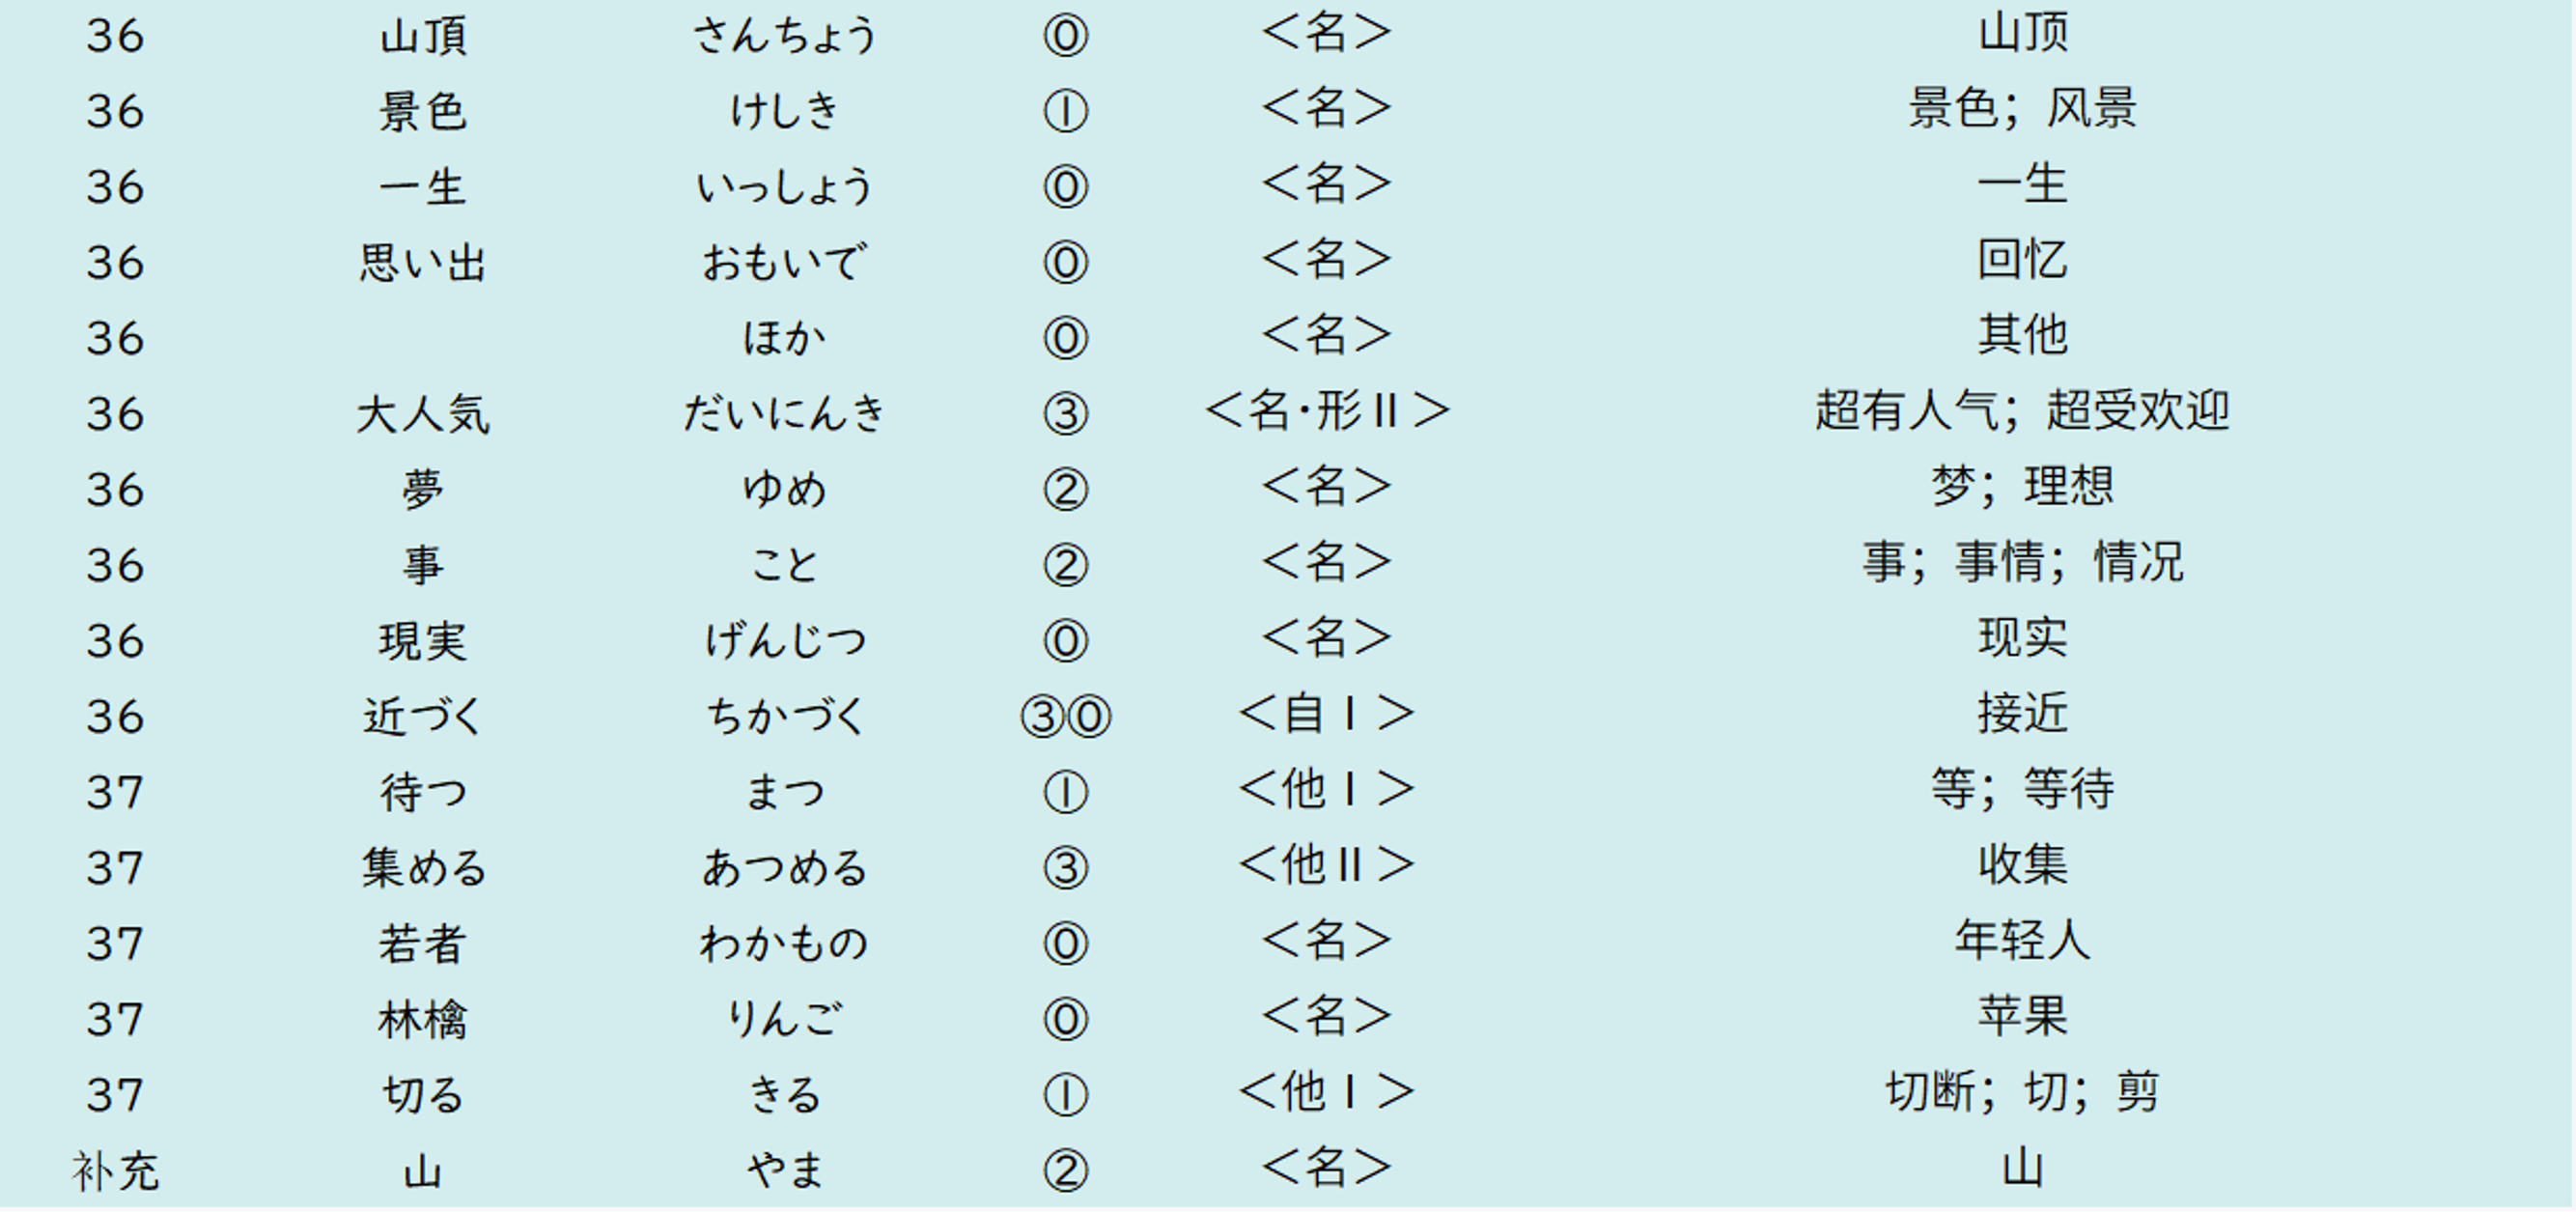 36 山頂 さんちょう ⓪ ＜名＞ 山顶
36 景色 けしき ① ＜名＞ 景色；风景
36 一生 いっしょう ⓪ ＜名＞ 一生
36 思い出 おもいで ⓪ ＜名＞ 回忆
36 ほか ⓪ ＜名＞ 其他
36 大人気 だいにんき ③ ＜名·形Ⅱ＞ 超有人气；超受欢迎
36 夢 ゆめ ② ＜名＞ 梦；理想
36 事 こと ② ＜名＞ 事；事情；情况
36 現実 げんじつ ⓪ ＜名＞ 现实
36 近づく ちかづく ③⓪ ＜自Ⅰ＞ 接近
37 待つ まつ ① ＜他Ⅰ＞ 等；等待
37 集める あつめる ③ ＜他Ⅱ＞ 收集
37 若者 わかもの ⓪ ＜名＞ 年轻人
37 林檎 りんご ⓪ ＜名＞ 苹果
37 切る きる ① ＜他Ⅰ＞ 切断；切；剪
补充 山 やま ② ＜名＞ 山